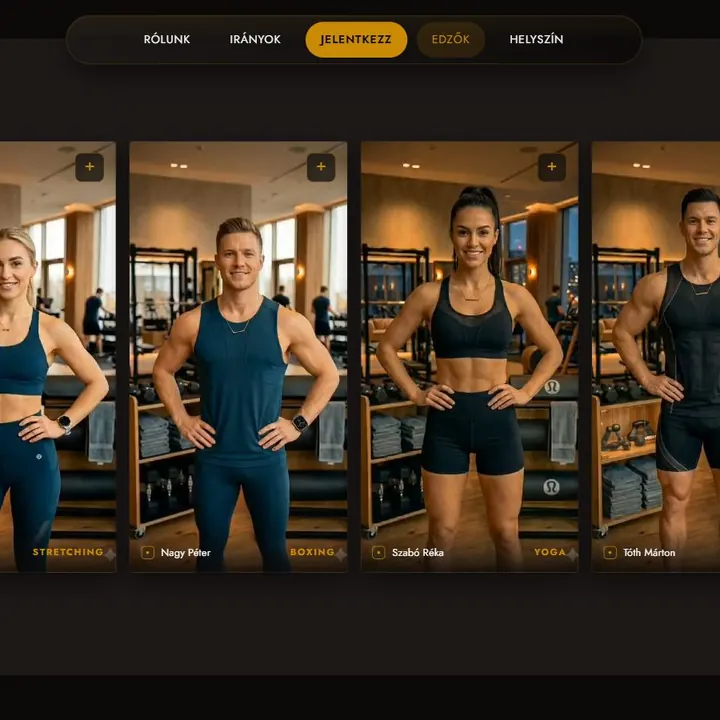 RÓLUNK
IRÁNYOK
JELENTKEZZ
EDZŐK
HELYSZÍN
+
+
+
STRETCHING
Nagy Péter
BOXING
Szabó Réka
YOGA
Tóth Márton